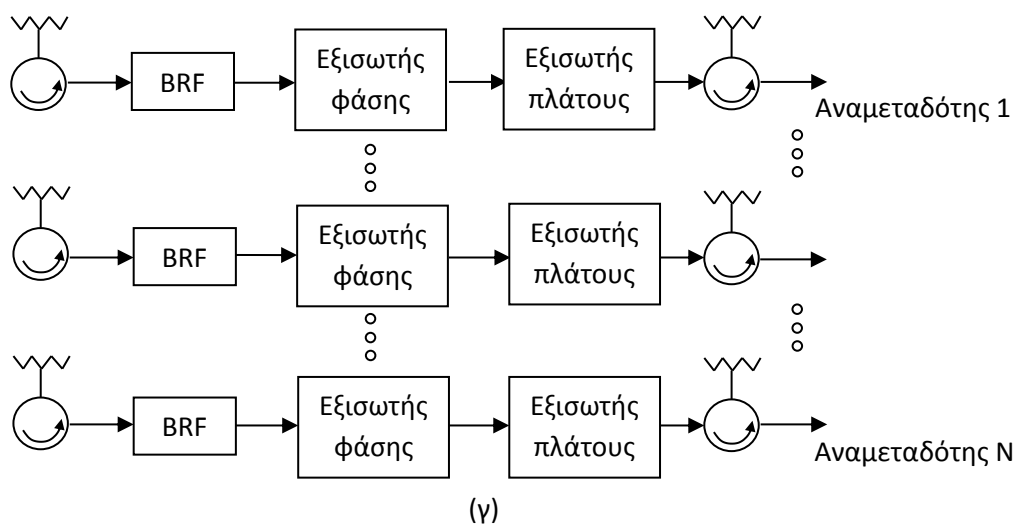 BRF
Εξισωτής
φάσης
Εξισωτής
πλάτους
Αναμεταδότης 1
BRF
Εξισωτής
φάσης
Εξισωτής
πλάτους
BRF
Εξισωτής
φάσης
Εξισωτής
πλάτους
Αναμεταδότης N
(γ)